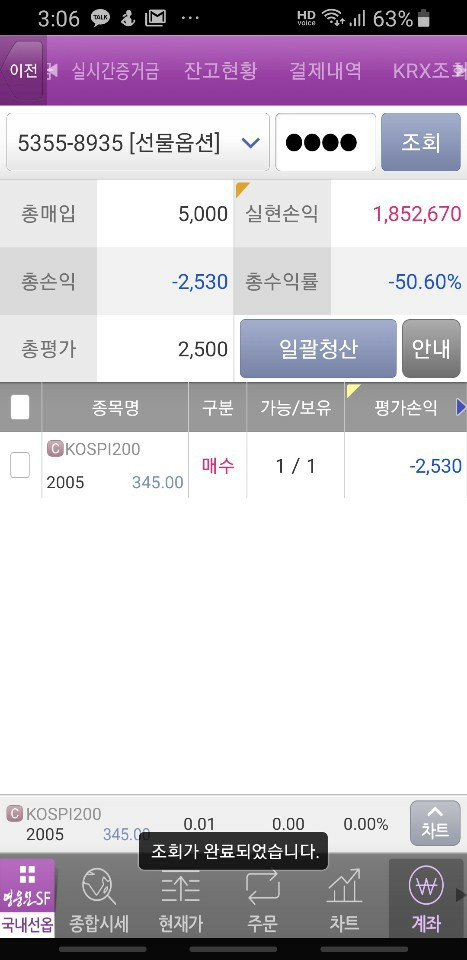 3:06 TALK ... HD voice 63%
이전 실시간증거금 잔고현황 결제내역 KRX조회
5355-8935 [선물옵션] ●●●● 조회
총매입 5,000 실현손익 1,852,670
총손익 -2,530 총수익률 -50.60%
총평가 2,500 일괄청산 안내
종목명 구분 가능/보유 평가손익
C KOSPI200
2005 345.00 매수 1 / 1 -2,530
C KOSPI200
2005 345.00 0.01 0.00 0.00% 차트
조회가 완료되었습니다.
영웅문SF
국내선옵 종합시세 현재가 주문 차트 계좌